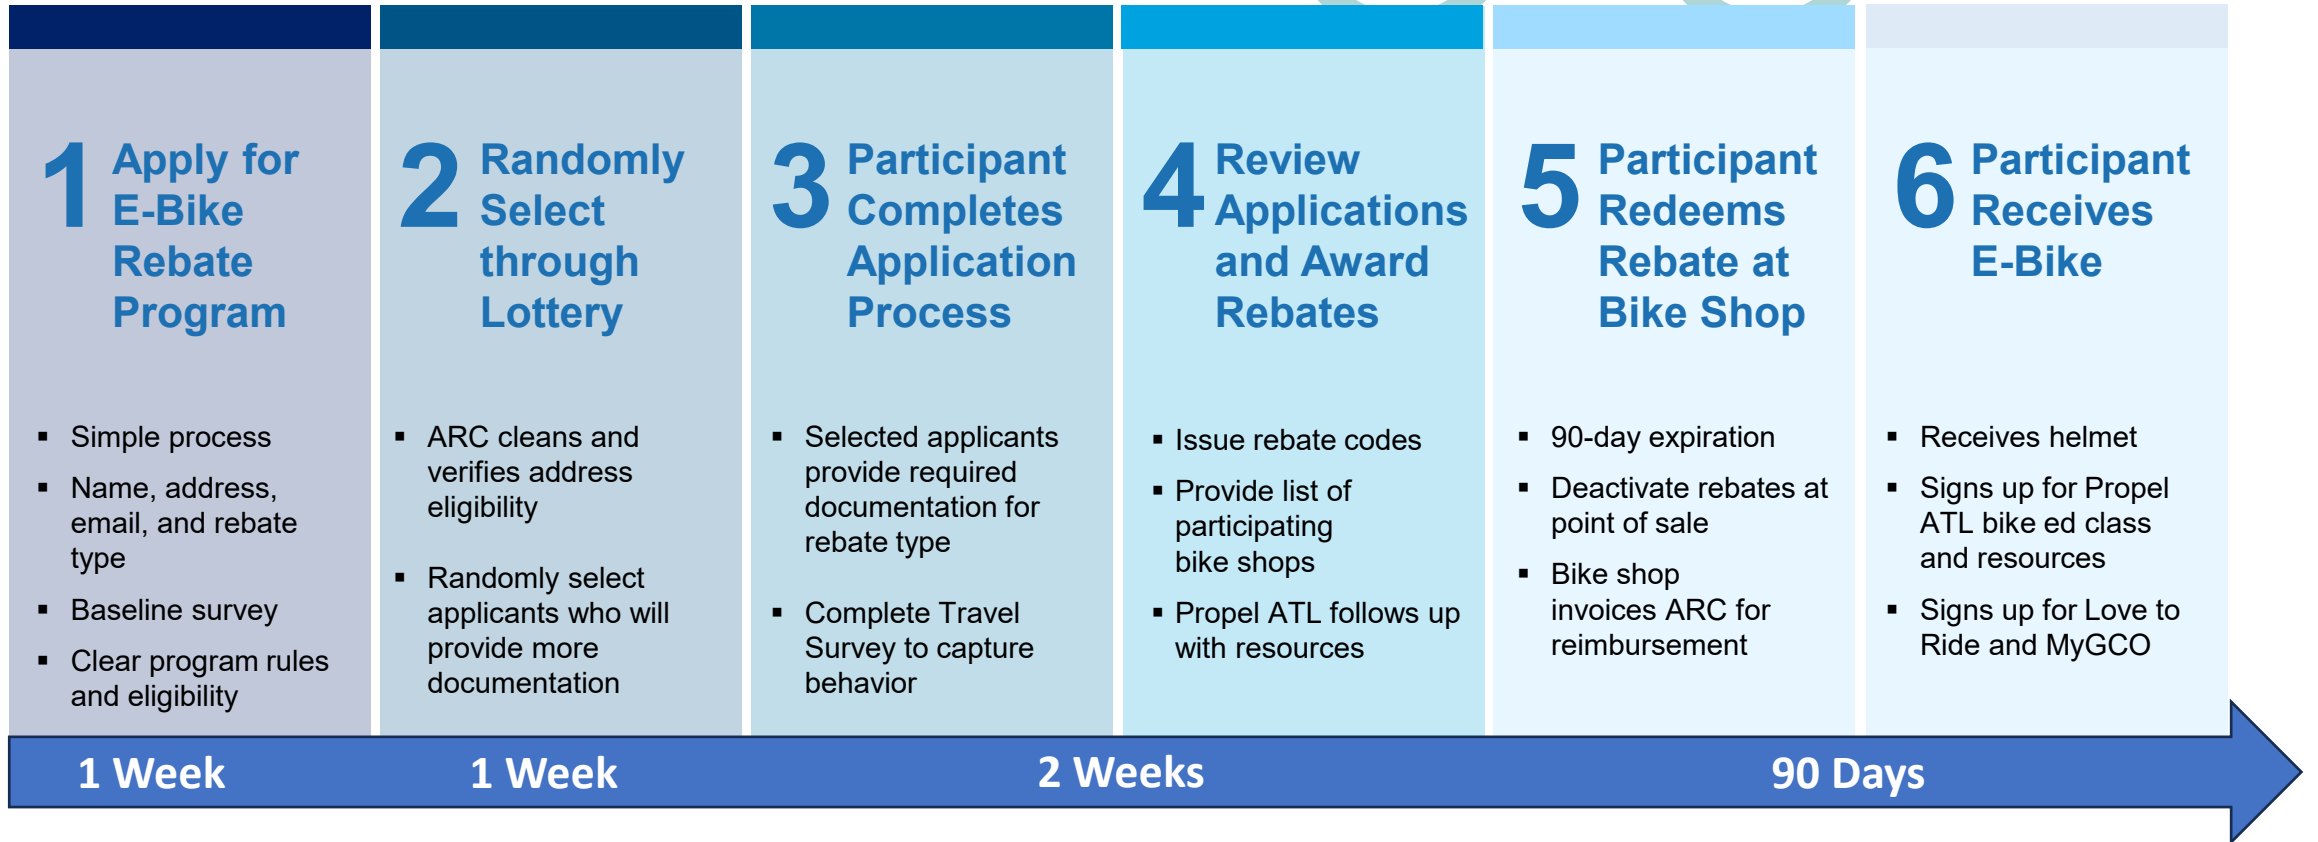 1
Apply for
E-Bike
Rebate
Program
▪ Simple process
▪ Name, address,
email, and rebate
type
▪ Baseline survey
▪ Clear program rules
and eligibility
2
Randomly
Select
through
Lottery
▪ ARC cleans and
verifies address
eligibility
▪ Randomly select
applicants who will
provide more
documentation
3
Participant
Completes
Application
Process
▪ Selected applicants
provide required
documentation for
rebate type
▪ Complete Travel
Survey to capture
behavior
4
Review
Applications
and Award
Rebates
▪ Issue rebate codes
▪ Provide list of
participating
bike shops
▪ Propel ATL follows up
with resources
5
Participant
Redeems
Rebate at
Bike Shop
▪ 90-day expiration
▪ Deactivate rebates at
point of sale
▪ Bike shop
invoices ARC for
reimbursement
6
Participant
Receives
E-Bike
▪ Receives helmet
▪ Signs up for Propel
ATL bike ed class
and resources
▪ Signs up for Love to
Ride and MyGCO
1 Week
1 Week
2 Weeks
90 Days